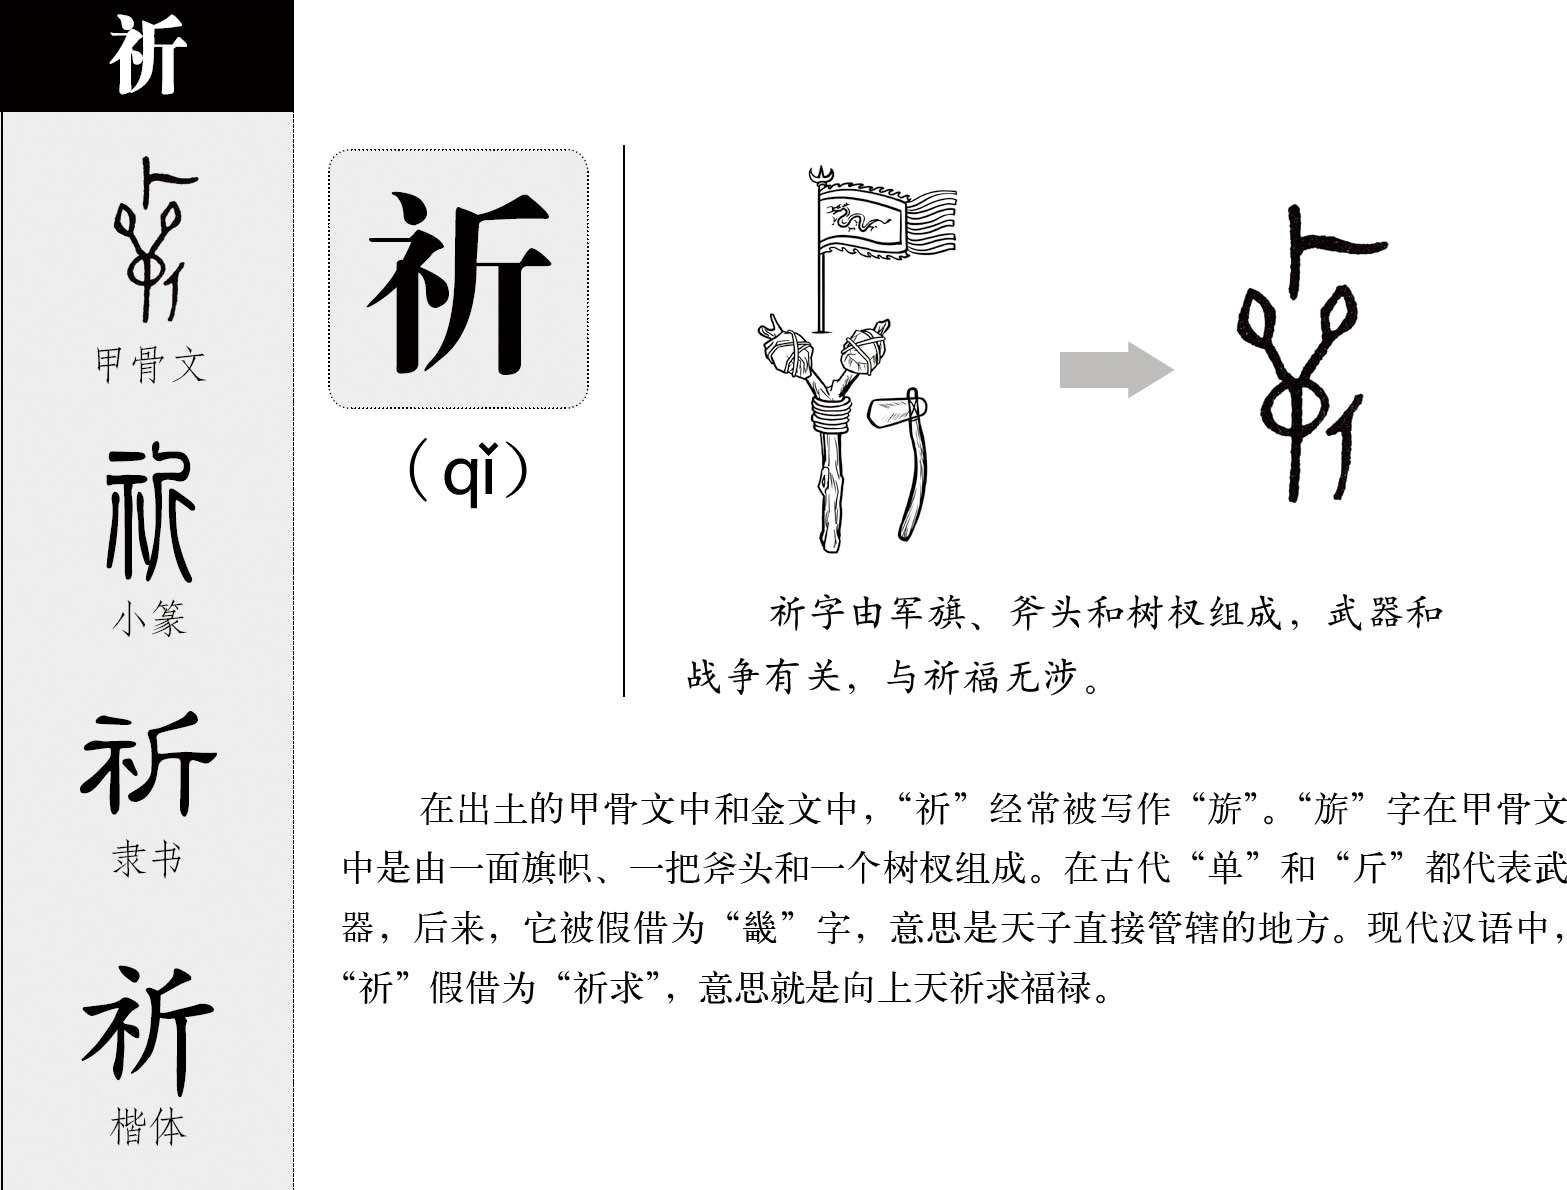 祈
甲骨文
祈
小篆
祈
隶书
祈
楷体
祈
（qǐ）
祈字由军旗、斧头和树杈组成，武器和
战争有关，与祈福无涉。
在出土的甲骨文中和金文中，“祈”经常被写作“旂”。“旂”字在甲骨文
中是由一面旗帜、一把斧头和一个树杈组成。在古代“单”和“斤”都代表武
器，后来，它被假借为“畿”字，意思是天子直接管辖的地方。现代汉语中，
“祈”假借为“祈求”，意思就是向上天祈求福禄。